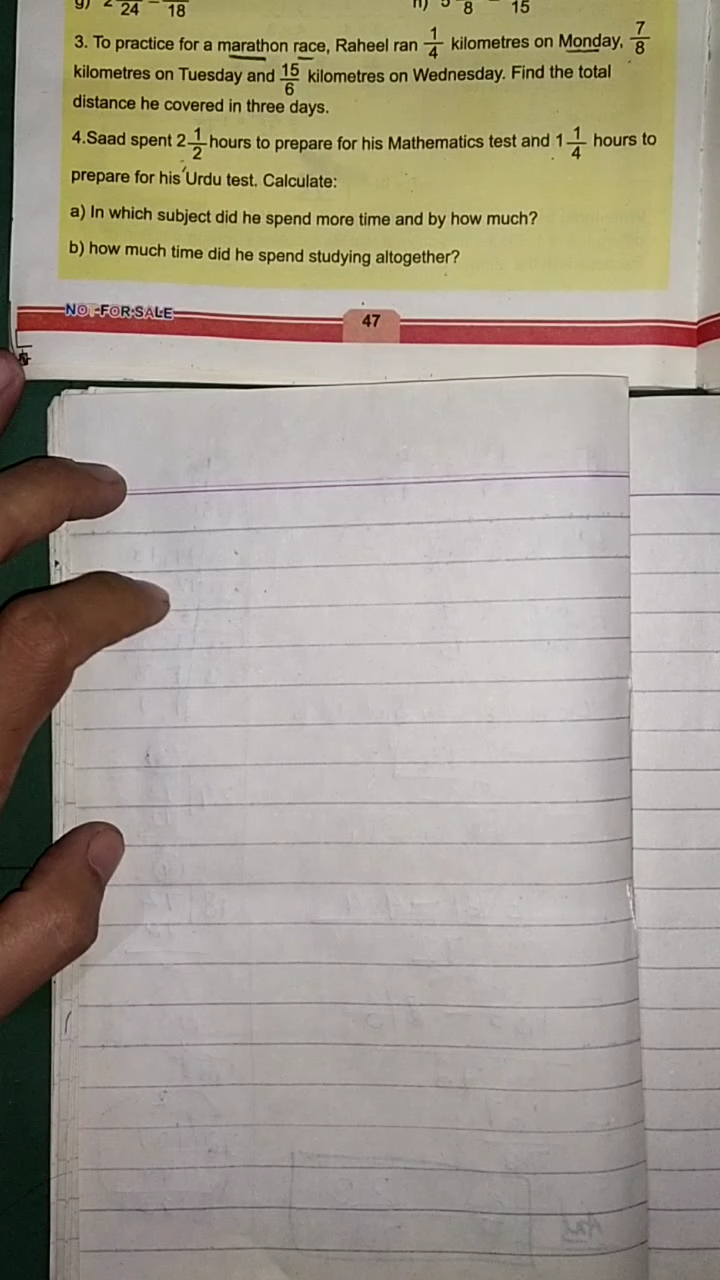 g) 2 24 - 18 h) 5 8 - 15
3. To practice for a marathon race, Raheel ran 1/4 kilometres on Monday, 7/8
kilometres on Tuesday and 15/6 kilometres on Wednesday. Find the total
distance he covered in three days.
4.Saad spent 2 1/2 hours to prepare for his Mathematics test and 1 1/4 hours to
prepare for his Urdu test. Calculate:
a) In which subject did he spend more time and by how much?
b) how much time did he spend studying altogether?
NOT FOR SALE
47